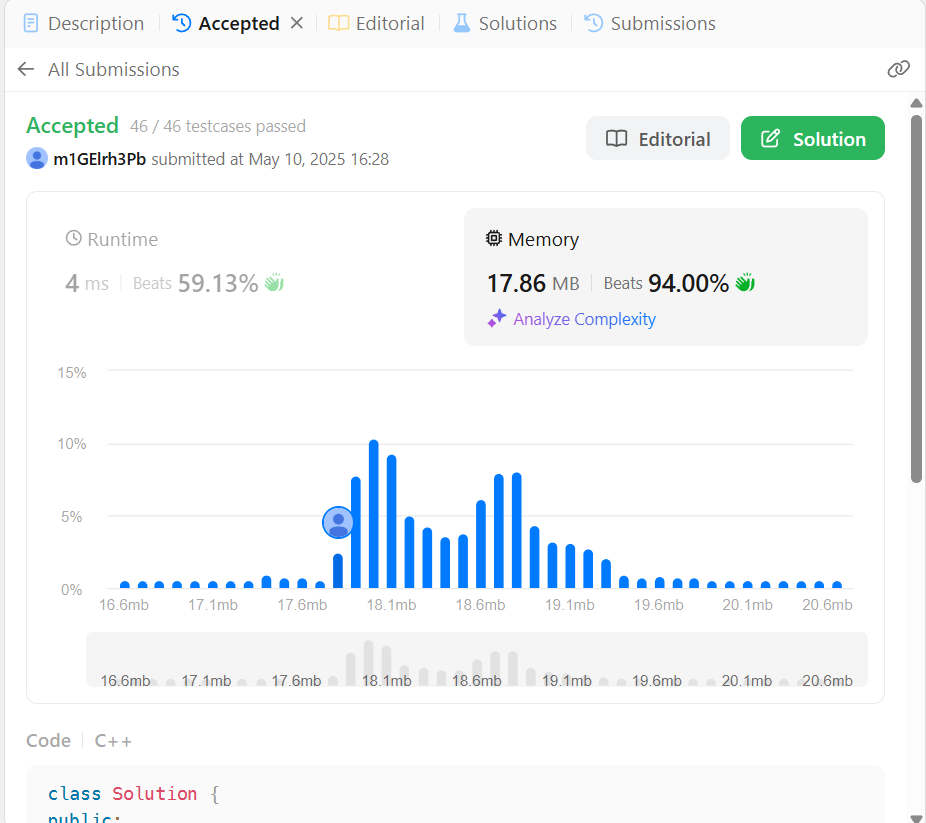 Description Accepted Editorial Solutions Submissions
All Submissions
Accepted 46 / 46 testcases passed
m1GElrh3Pb submitted at May 10, 2025 16:28
Editorial Solution
Runtime
4 ms Beats 59.13%
Memory
17.86 MB Beats 94.00%
Analyze Complexity
15%
10%
5%
0%
16.6mb 17.1mb 17.6mb 18.1mb 18.6mb 19.1mb 19.6mb 20.1mb 20.6mb
16.6mb 17.1mb 17.6mb 18.1mb 18.6mb 19.1mb 19.6mb 20.1mb 20.6mb
Code C++
class Solution {
public: